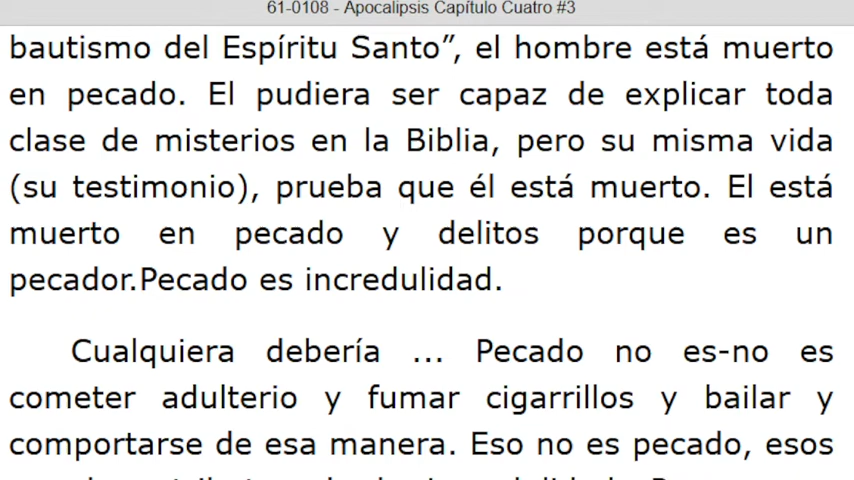 61-0108 - Apocalipsis Capítulo Cuatro #3
bautismo del Espíritu Santo”, el hombre está muerto
en pecado. El pudiera ser capaz de explicar toda
clase de misterios en la Biblia, pero su misma vida
(su testimonio), prueba que él está muerto. El está
muerto en pecado y delitos porque es un
pecador.Pecado es incredulidad.
Cualquiera debería ... Pecado no es-no es
cometer adulterio y fumar cigarrillos y bailar y
comportarse de esa manera. Eso no es pecado, esos